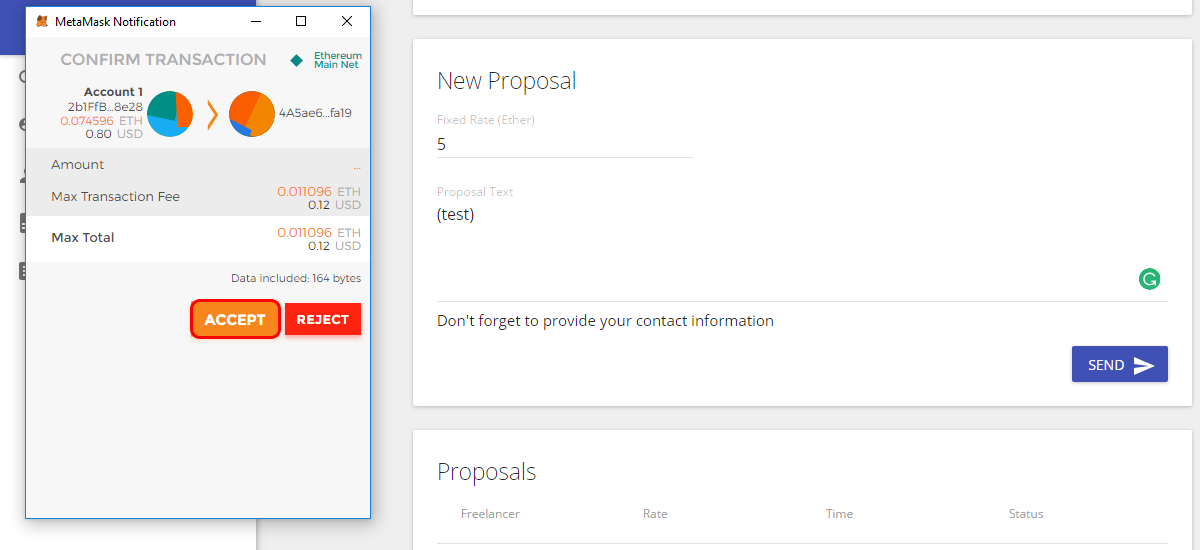 MetaMask Notification
CONFIRM TRANSACTION
Ethereum
Main Net
Account 1
2b1FfB...8e28
0.074596 ETH
0.80 USD
4A5ae6...fa19
Amount
...
Max Transaction Fee
0.011096 ETH
0.12 USD
Max Total
0.011096 ETH
0.12 USD
Data included: 164 bytes
ACCEPT
REJECT
New Proposal
Fixed Rate (Ether)
5
Proposal Text
(test)
Don't forget to provide your contact information
SEND
Proposals
Freelancer Rate Time Status